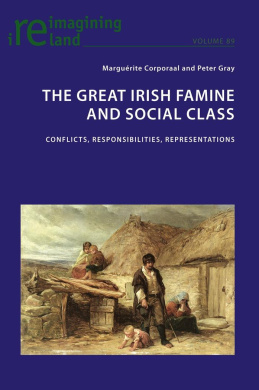 reimagining
ireland
VOLUME 89
Marguérite Corporaal and Peter Gray
THE GREAT IRISH FAMINE
AND SOCIAL CLASS
CONFLICTS, RESPONSIBILITIES, REPRESENTATIONS